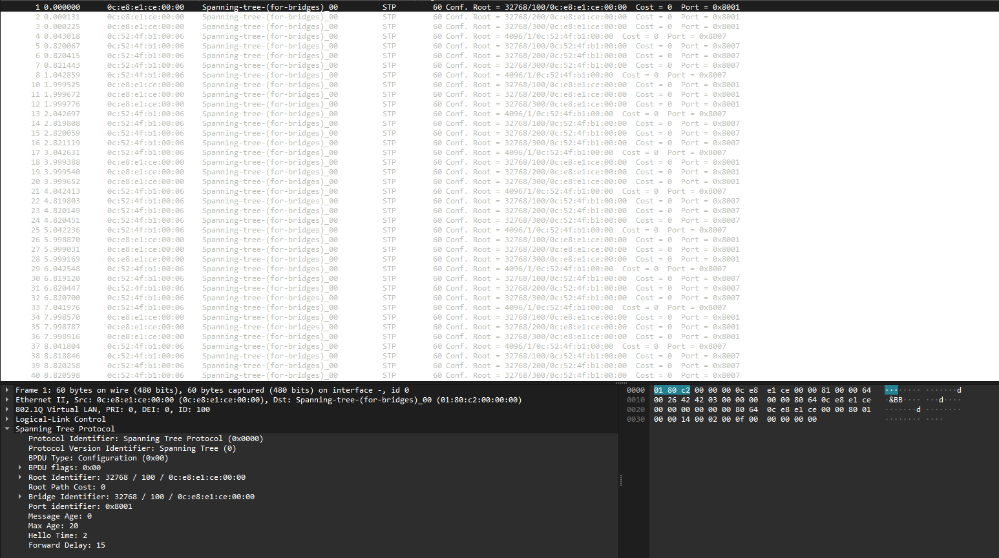 1 0.000000 0c:e8:e1:ce:00:00 Spanning-tree-(for-bridges)_00 STP 60 Conf. Root = 32768/100/0c:e8:e1:ce:00:00 Cost = 0 Port = 0x8001
2 0.000131 0c:e8:e1:ce:00:00 Spanning-tree-(for-bridges)_00 STP 60 Conf. Root = 32768/200/0c:e8:e1:ce:00:00 Cost = 0 Port = 0x8001
3 0.000225 0c:e8:e1:ce:00:00 Spanning-tree-(for-bridges)_00 STP 60 Conf. Root = 32768/300/0c:e8:e1:ce:00:00 Cost = 0 Port = 0x8001
4 0.043018 0c:52:4f:b1:00:06 Spanning-tree-(for-bridges)_00 STP 60 Conf. Root = 4096/1/0c:52:4f:b1:00:00 Cost = 0 Port = 0x8007
5 0.820067 0c:52:4f:b1:00:06 Spanning-tree-(for-bridges)_00 STP 60 Conf. Root = 32768/100/0c:52:4f:b1:00:00 Cost = 0 Port = 0x8007
6 0.820415 0c:52:4f:b1:00:06 Spanning-tree-(for-bridges)_00 STP 60 Conf. Root = 32768/200/0c:52:4f:b1:00:00 Cost = 0 Port = 0x8007
7 0.821443 0c:52:4f:b1:00:06 Spanning-tree-(for-bridges)_00 STP 60 Conf. Root = 32768/300/0c:52:4f:b1:00:00 Cost = 0 Port = 0x8007
8 1.042859 0c:52:4f:b1:00:06 Spanning-tree-(for-bridges)_00 STP 60 Conf. Root = 4096/1/0c:52:4f:b1:00:00 Cost = 0 Port = 0x8007
10 1.999525 0c:e8:e1:ce:00:00 Spanning-tree-(for-bridges)_00 STP 60 Conf. Root = 32768/100/0c:e8:e1:ce:00:00 Cost = 0 Port = 0x8001
11 1.999672 0c:e8:e1:ce:00:00 Spanning-tree-(for-bridges)_00 STP 60 Conf. Root = 32768/200/0c:e8:e1:ce:00:00 Cost = 0 Port = 0x8001
12 1.999776 0c:e8:e1:ce:00:00 Spanning-tree-(for-bridges)_00 STP 60 Conf. Root = 32768/300/0c:e8:e1:ce:00:00 Cost = 0 Port = 0x8001
13 2.042697 0c:52:4f:b1:00:06 Spanning-tree-(for-bridges)_00 STP 60 Conf. Root = 4096/1/0c:52:4f:b1:00:00 Cost = 0 Port = 0x8007
14 2.819808 0c:52:4f:b1:00:06 Spanning-tree-(for-bridges)_00 STP 60 Conf. Root = 32768/100/0c:52:4f:b1:00:00 Cost = 0 Port = 0x8007
15 2.820059 0c:52:4f:b1:00:06 Spanning-tree-(for-bridges)_00 STP 60 Conf. Root = 32768/200/0c:52:4f:b1:00:00 Cost = 0 Port = 0x8007
16 2.821119 0c:52:4f:b1:00:06 Spanning-tree-(for-bridges)_00 STP 60 Conf. Root = 32768/300/0c:52:4f:b1:00:00 Cost = 0 Port = 0x8007
17 3.042631 0c:52:4f:b1:00:06 Spanning-tree-(for-bridges)_00 STP 60 Conf. Root = 4096/1/0c:52:4f:b1:00:00 Cost = 0 Port = 0x8007
18 3.999388 0c:e8:e1:ce:00:00 Spanning-tree-(for-bridges)_00 STP 60 Conf. Root = 32768/100/0c:e8:e1:ce:00:00 Cost = 0 Port = 0x8001
19 3.999540 0c:e8:e1:ce:00:00 Spanning-tree-(for-bridges)_00 STP 60 Conf. Root = 32768/200/0c:e8:e1:ce:00:00 Cost = 0 Port = 0x8001
20 3.999652 0c:e8:e1:ce:00:00 Spanning-tree-(for-bridges)_00 STP 60 Conf. Root = 32768/300/0c:e8:e1:ce:00:00 Cost = 0 Port = 0x8001
21 4.042413 0c:52:4f:b1:00:06 Spanning-tree-(for-bridges)_00 STP 60 Conf. Root = 4096/1/0c:52:4f:b1:00:00 Cost = 0 Port = 0x8007
22 4.819803 0c:52:4f:b1:00:06 Spanning-tree-(for-bridges)_00 STP 60 Conf. Root = 32768/100/0c:52:4f:b1:00:00 Cost = 0 Port = 0x8007
23 4.820149 0c:52:4f:b1:00:06 Spanning-tree-(for-bridges)_00 STP 60 Conf. Root = 32768/200/0c:52:4f:b1:00:00 Cost = 0 Port = 0x8007
24 4.820451 0c:52:4f:b1:00:06 Spanning-tree-(for-bridges)_00 STP 60 Conf. Root = 32768/300/0c:52:4f:b1:00:00 Cost = 0 Port = 0x8007
25 5.042236 0c:52:4f:b1:00:06 Spanning-tree-(for-bridges)_00 STP 60 Conf. Root = 4096/1/0c:52:4f:b1:00:00 Cost = 0 Port = 0x8007
26 5.998870 0c:e8:e1:ce:00:00 Spanning-tree-(for-bridges)_00 STP 60 Conf. Root = 32768/100/0c:e8:e1:ce:00:00 Cost = 0 Port = 0x8001
27 5.999031 0c:e8:e1:ce:00:00 Spanning-tree-(for-bridges)_00 STP 60 Conf. Root = 32768/200/0c:e8:e1:ce:00:00 Cost = 0 Port = 0x8001
28 5.999169 0c:e8:e1:ce:00:00 Spanning-tree-(for-bridges)_00 STP 60 Conf. Root = 32768/300/0c:e8:e1:ce:00:00 Cost = 0 Port = 0x8001
29 6.042548 0c:52:4f:b1:00:06 Spanning-tree-(for-bridges)_00 STP 60 Conf. Root = 4096/1/0c:52:4f:b1:00:00 Cost = 0 Port = 0x8007
30 6.819120 0c:52:4f:b1:00:06 Spanning-tree-(for-bridges)_00 STP 60 Conf. Root = 32768/100/0c:52:4f:b1:00:00 Cost = 0 Port = 0x8007
31 6.820447 0c:52:4f:b1:00:06 Spanning-tree-(for-bridges)_00 STP 60 Conf. Root = 32768/200/0c:52:4f:b1:00:00 Cost = 0 Port = 0x8007
32 6.820700 0c:52:4f:b1:00:06 Spanning-tree-(for-bridges)_00 STP 60 Conf. Root = 32768/300/0c:52:4f:b1:00:00 Cost = 0 Port = 0x8007
33 7.041976 0c:52:4f:b1:00:06 Spanning-tree-(for-bridges)_00 STP 60 Conf. Root = 4096/1/0c:52:4f:b1:00:00 Cost = 0 Port = 0x8007
34 7.998570 0c:e8:e1:ce:00:00 Spanning-tree-(for-bridges)_00 STP 60 Conf. Root = 32768/100/0c:e8:e1:ce:00:00 Cost = 0 Port = 0x8001
35 7.998787 0c:e8:e1:ce:00:00 Spanning-tree-(for-bridges)_00 STP 60 Conf. Root = 32768/200/0c:e8:e1:ce:00:00 Cost = 0 Port = 0x8001
36 7.998916 0c:e8:e1:ce:00:00 Spanning-tree-(for-bridges)_00 STP 60 Conf. Root = 32768/300/0c:e8:e1:ce:00:00 Cost = 0 Port = 0x8001
37 8.041804 0c:52:4f:b1:00:06 Spanning-tree-(for-bridges)_00 STP 60 Conf. Root = 4096/1/0c:52:4f:b1:00:00 Cost = 0 Port = 0x8007
38 8.818846 0c:52:4f:b1:00:06 Spanning-tree-(for-bridges)_00 STP 60 Conf. Root = 32768/100/0c:52:4f:b1:00:00 Cost = 0 Port = 0x8007
39 8.820258 0c:52:4f:b1:00:06 Spanning-tree-(for-bridges)_00 STP 60 Conf. Root = 32768/200/0c:52:4f:b1:00:00 Cost = 0 Port = 0x8007
40 8.820598 0c:52:4f:b1:00:06 Spanning-tree-(for-bridges)_00 STP 60 Conf. Root = 32768/300/0c:52:4f:b1:00:00 Cost = 0 Port = 0x8007
Frame 1: 60 bytes on wire (480 bits), 60 bytes captured (480 bits) on interface -, id 0
Ethernet II, Src: 0c:e8:e1:ce:00:00 (0c:e8:e1:ce:00:00), Dst: Spanning-tree-(for-bridges)_00 (01:80:c2:00:00:00)
802.1Q Virtual LAN, PRI: 0, DEI: 0, ID: 100
Logical-Link Control
Spanning Tree Protocol
Protocol Identifier: Spanning Tree Protocol (0x0000)
Protocol Version Identifier: Spanning Tree (0)
BPDU Type: Configuration (0x00)
BPDU flags: 0x00
Root Identifier: 32768 / 100 / 0c:e8:e1:ce:00:00
Root Path Cost: 0
Bridge Identifier: 32768 / 100 / 0c:e8:e1:ce:00:00
Port identifier: 0x8001
Message Age: 0
Max Age: 20
Hello Time: 2
Forward Delay: 15
0000 01 80 c2 00 00 00 0c e8 e1 ce 00 00 81 00 00 64 ········ ·······d
0010 00 26 42 42 03 00 00 00 00 00 80 64 0c e8 e1 ce ·&BB···· ···d····
0020 00 00 00 00 00 00 80 64 0c e8 e1 ce 00 00 80 01 ·······d ········
0030 00 00 14 00 02 00 0f 00 00 00 00 00 ········ ····